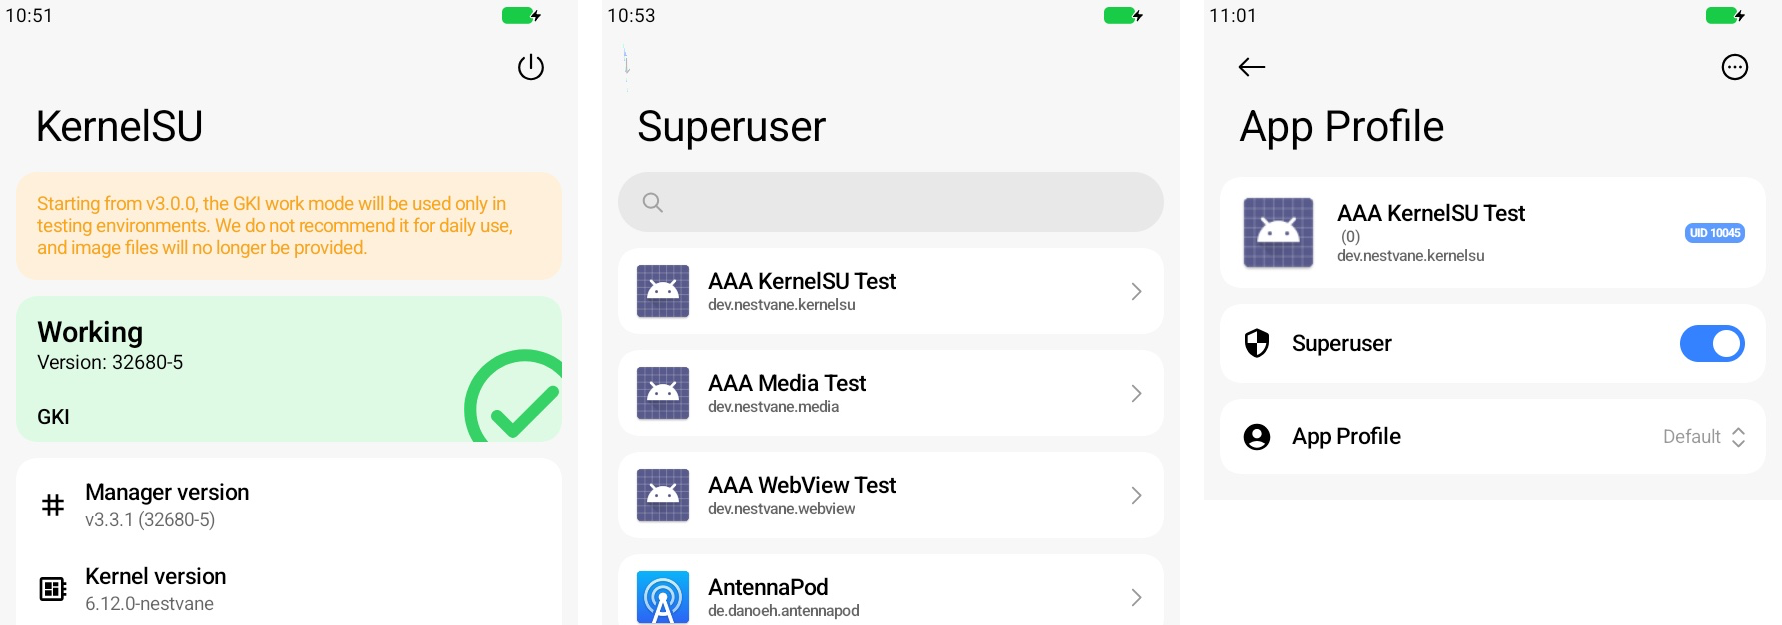 10:51
KernelSU
Starting from v3.0.0, the GKI work mode will be used only in
testing environments. We do not recommend it for daily use,
and image files will no longer be provided.
Working
Version: 32680-5
GKI
Manager version
v3.3.1 (32680-5)
Kernel version
6.12.0-nestvane
10:53
Superuser
AAA KernelSU Test
dev.nestvane.kernelsu
AAA Media Test
dev.nestvane.media
AAA WebView Test
dev.nestvane.webview
AntennaPod
de.danoeh.antennapod
11:01
App Profile
AAA KernelSU Test
(0)
dev.nestvane.kernelsu
UID 10045
Superuser
App Profile
Default